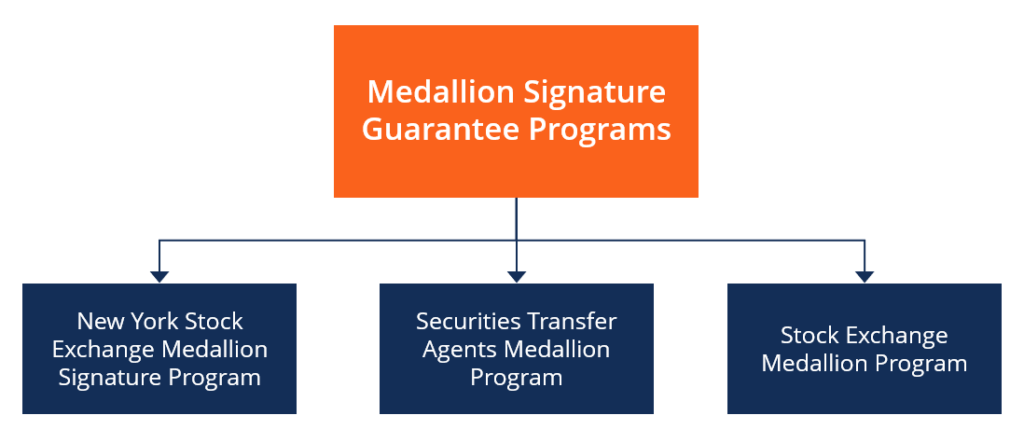 Medallion Signature
Guarantee Programs
New York Stock
Exchange Medallion
Signature Program
Securities Transfer
Agents Medallion
Program
Stock Exchange
Medallion Program